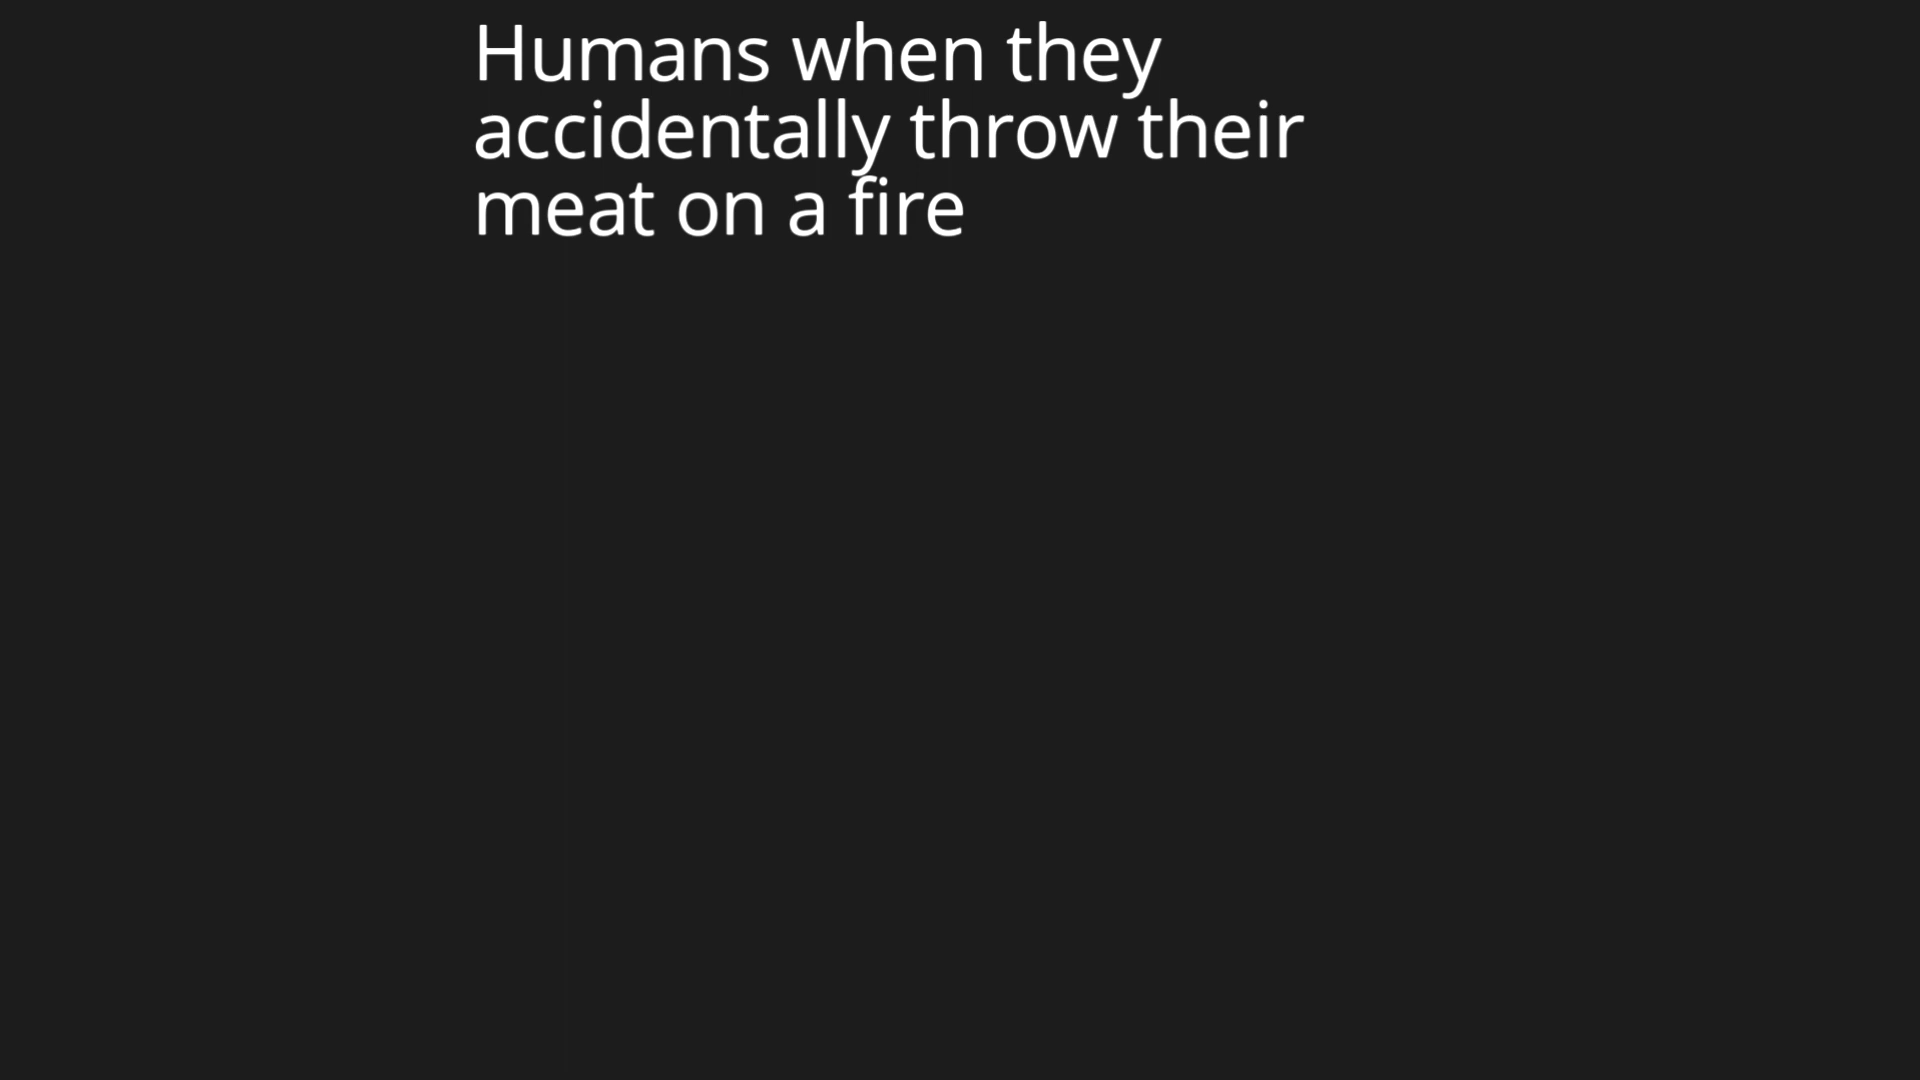 Humans when they
accidentally throw their
meat on a fire